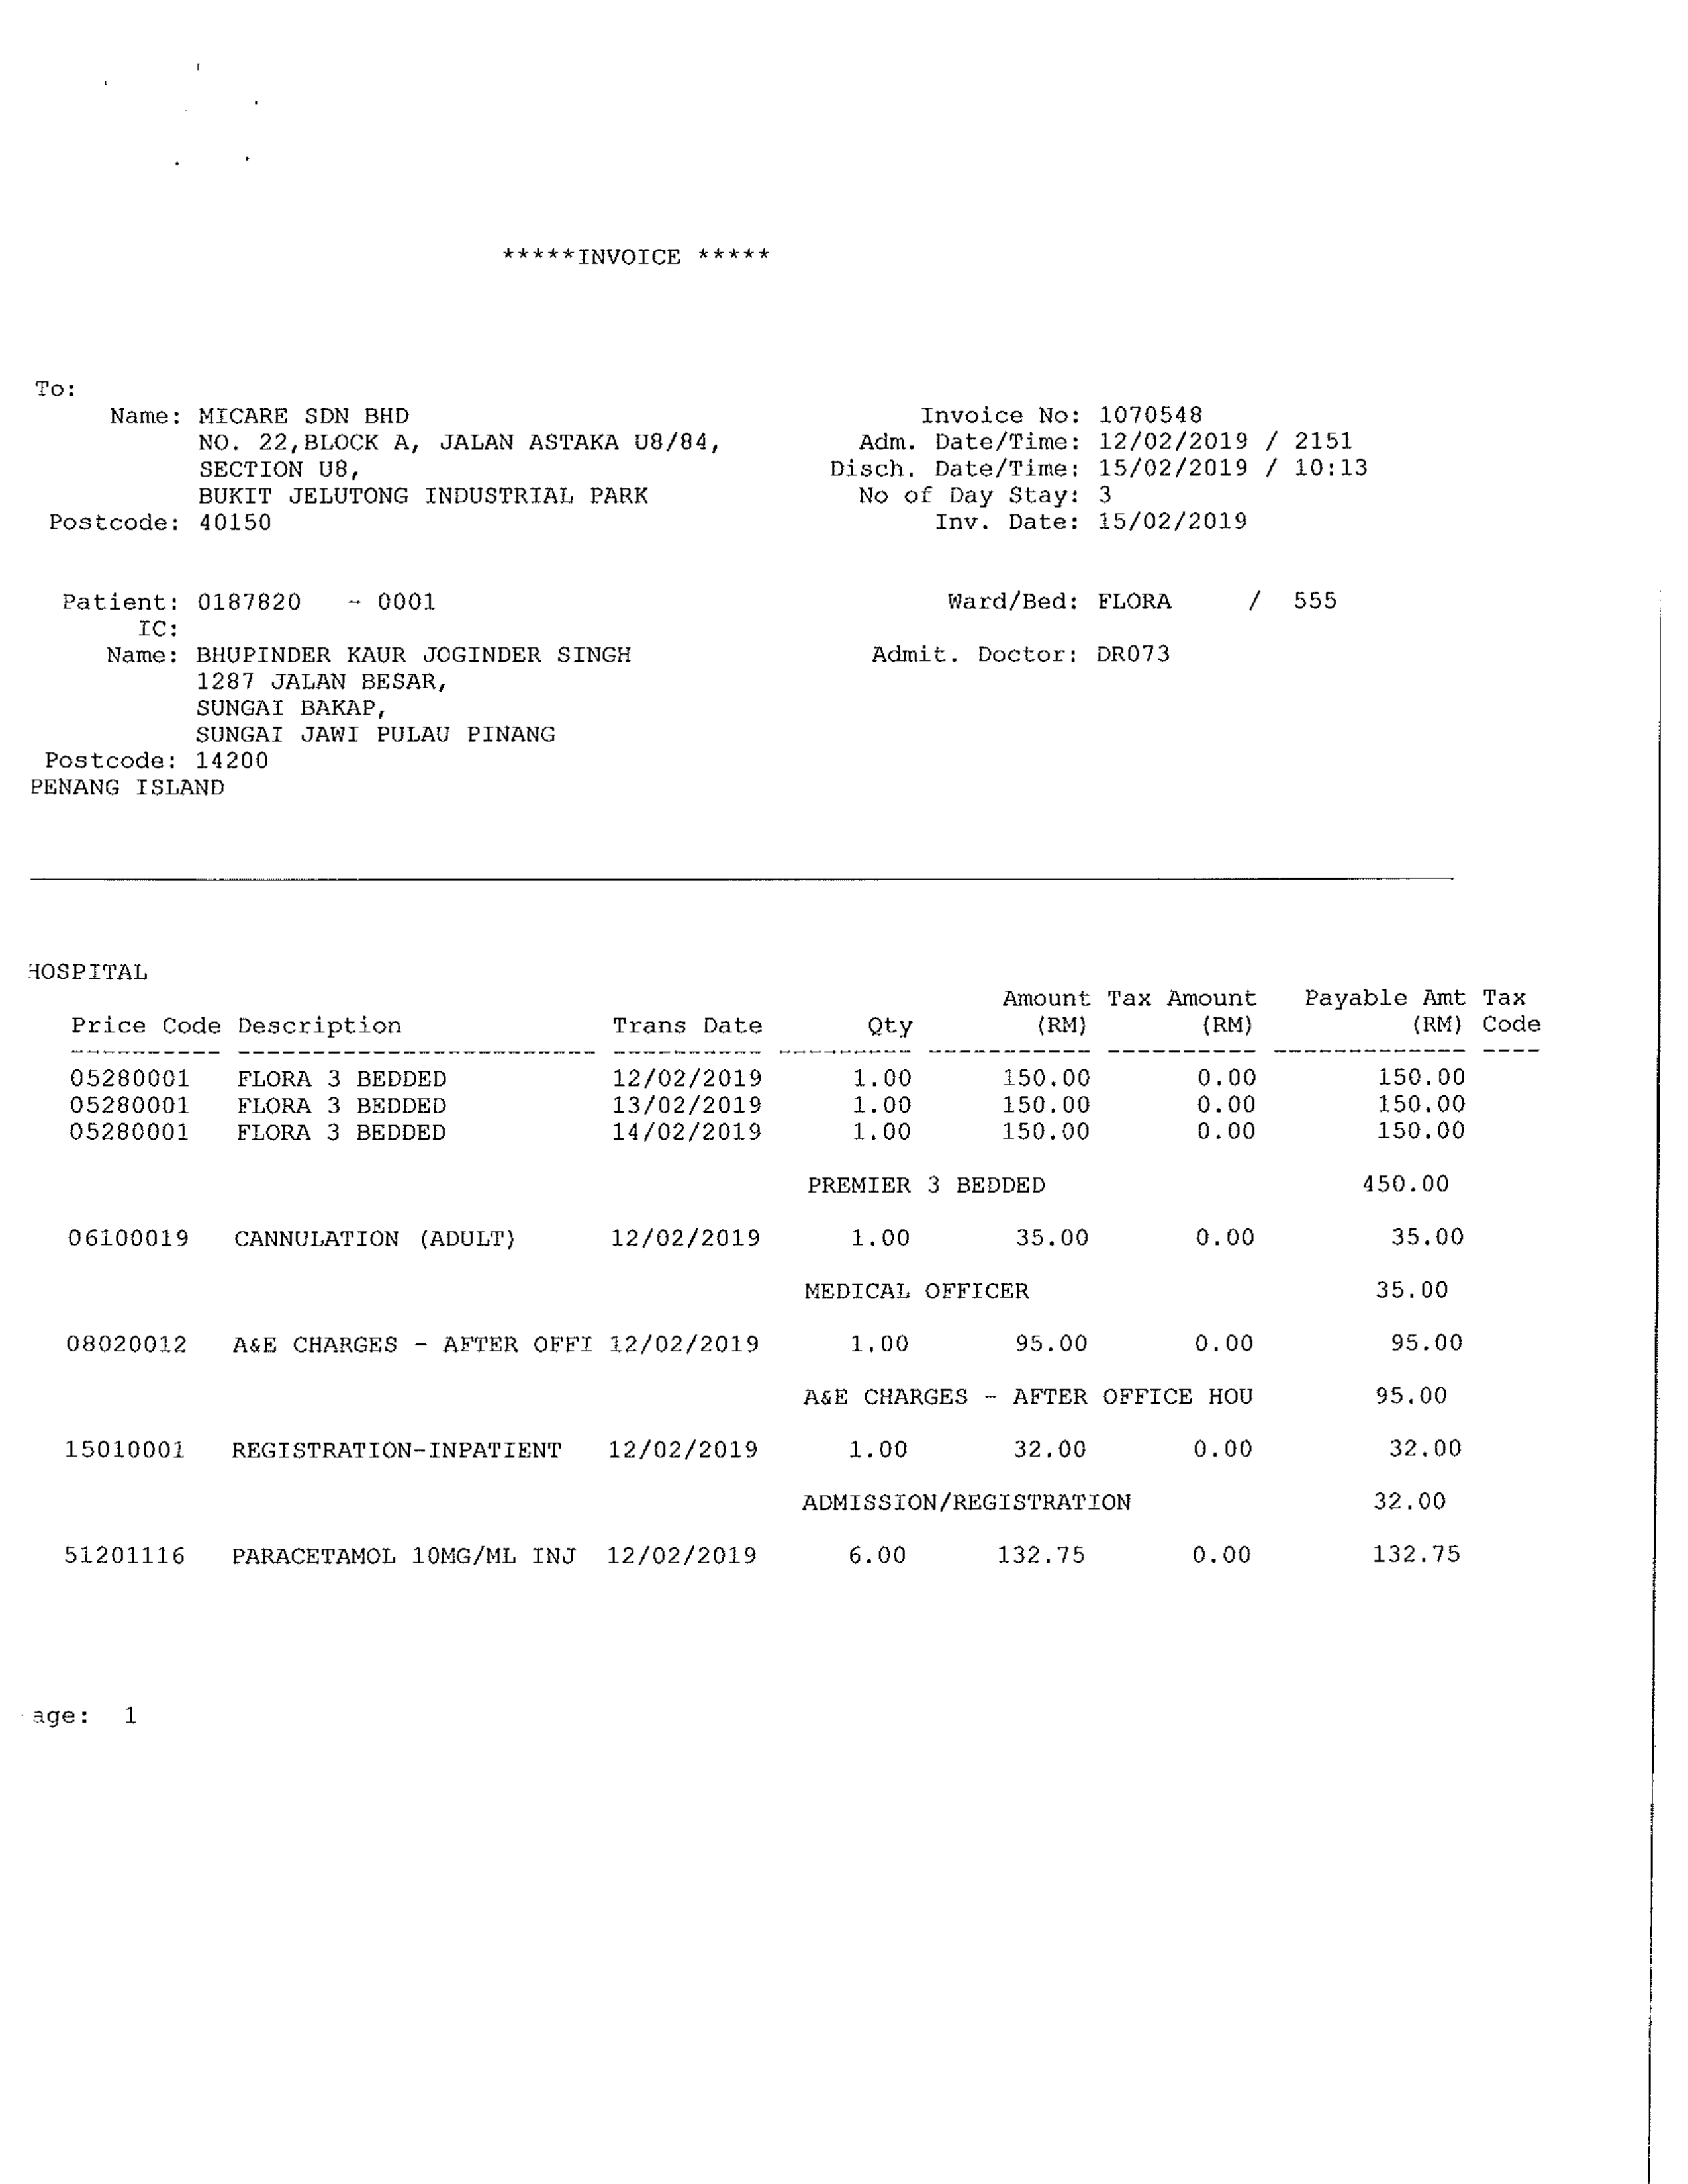 *****INVOICE *****
To:
Name: MICARE SDN BHD
NO. 22,BLOCK A, JALAN ASTAKA U8/84,
SECTION U8,
BUKIT JELUTONG INDUSTRIAL PARK
Postcode: 40150
Invoice No: 1070548
Adm. Date/Time: 12/02/2019 / 2151
Disch. Date/Time: 15/02/2019 / 10:13
No of Day Stay: 3
Inv. Date: 15/02/2019
Patient: 0187820 - 0001
IC:
Name: BHUPINDER KAUR JOGINDER SINGH
1287 JALAN BESAR,
SUNGAI BAKAP,
SUNGAI JAWI PULAU PINANG
Postcode: 14200
PENANG ISLAND
Ward/Bed: FLORA / 555
Admit. Doctor: DR073
HOSPITAL
Amount Tax Amount Payable Amt Tax
Price Code Description Trans Date Qty (RM) (RM) (RM) Code
05280001 FLORA 3 BEDDED 12/02/2019 1.00 150.00 0.00 150.00
05280001 FLORA 3 BEDDED 13/02/2019 1.00 150.00 0.00 150.00
05280001 FLORA 3 BEDDED 14/02/2019 1.00 150.00 0.00 150.00
PREMIER 3 BEDDED 450.00
06100019 CANNULATION (ADULT) 12/02/2019 1.00 35.00 0.00 35.00
MEDICAL OFFICER 35.00
08020012 A&E CHARGES - AFTER OFFI 12/02/2019 1.00 95.00 0.00 95.00
A&E CHARGES - AFTER OFFICE HOU 95.00
15010001 REGISTRATION-INPATIENT 12/02/2019 1.00 32.00 0.00 32.00
ADMISSION/REGISTRATION 32.00
51201116 PARACETAMOL 10MG/ML INJ 12/02/2019 6.00 132.75 0.00 132.75
age: 1